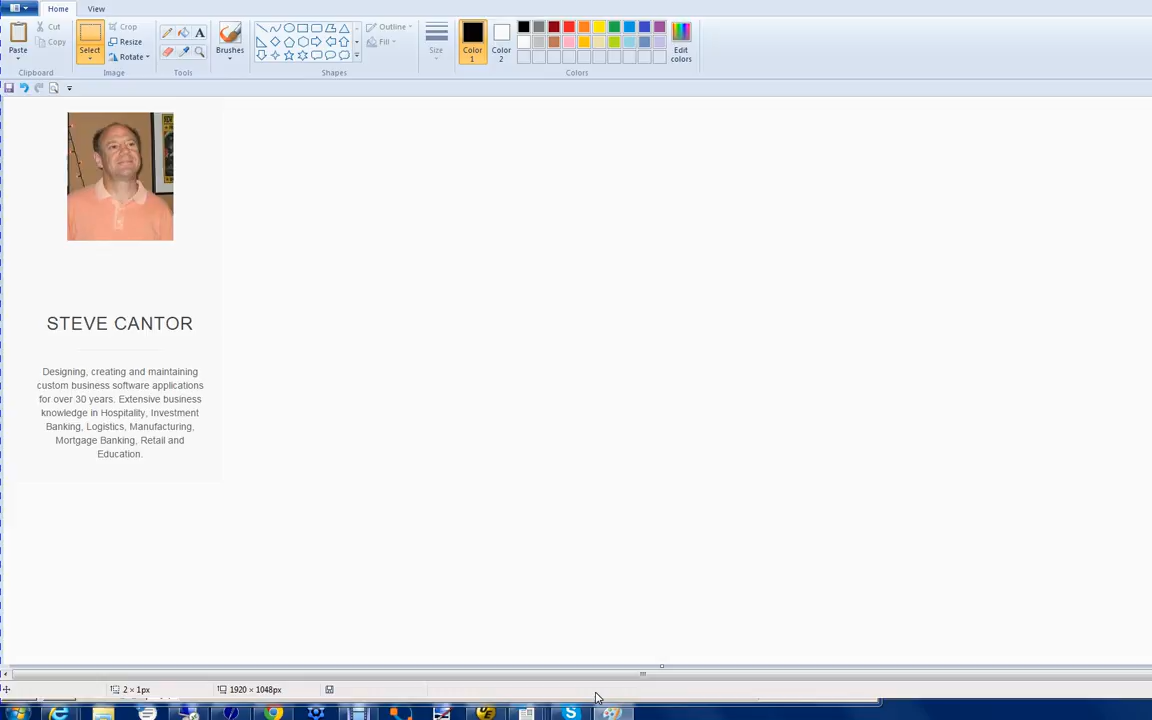 Home View
Cut
Copy
Paste
Clipboard
Select
Crop
Resize
Rotate
Image
A
Tools
Brushes
Outline
Fill
Shapes
Size
Color 1
Color 2
Edit colors
Colors
STEVE CANTOR
Designing, creating and maintaining
custom business software applications
for over 30 years. Extensive business
knowledge in Hospitality, Investment
Banking, Logistics, Manufacturing,
Mortgage Banking, Retail and
Education.
2 × 1px
1920 × 1048px